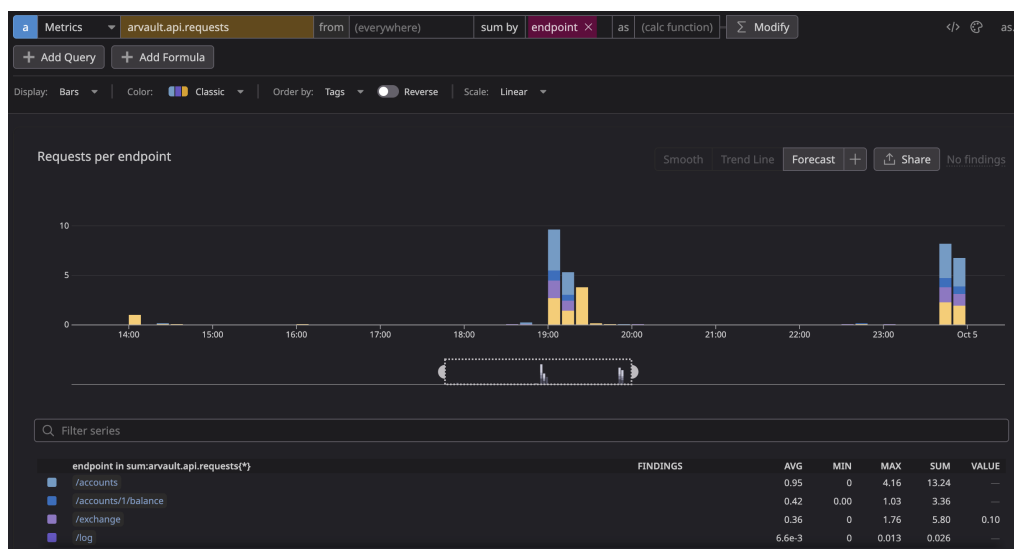 a Metrics arvault.api.requests from (everywhere) sum by endpoint × as (calc function) Σ Modify </> as.
+ Add Query + Add Formula
Display: Bars Color: Classic Order by: Tags Reverse Scale: Linear
Requests per endpoint Smooth Trend Line Forecast + Share No findings
10
5
0
14:00 15:00 16:00 17:00 18:00 19:00 20:00 21:00 22:00 23:00 Oct 5
Filter series
endpoint in sum:arvault.api.requests{*} FINDINGS AVG MIN MAX SUM VALUE
/accounts 0.95 0 4.16 13.24 —
/accounts/1/balance 0.42 0.00 1.03 3.36 —
/exchange 0.36 0 1.76 5.80 0.10
/log 6.6e-3 0 0.013 0.026 —